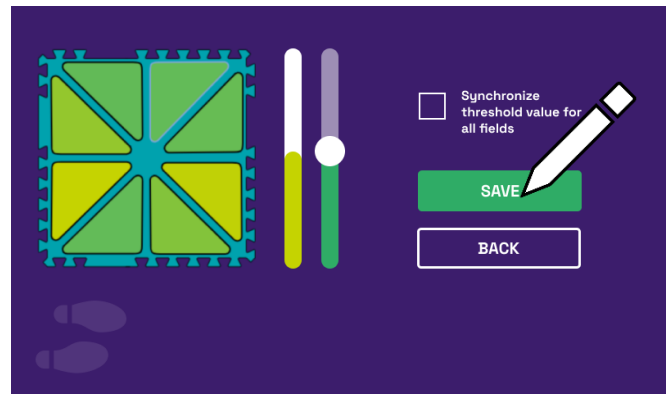 Synchronize
threshold value for
all fields
SAVE
BACK